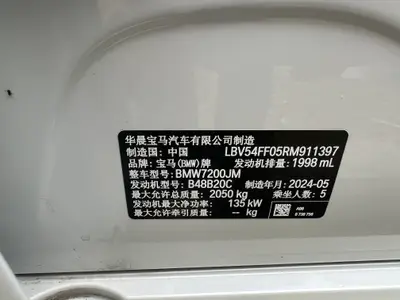 华晨宝马汽车有限公司制造
制造国：中国 LBV54FF05RM911397
品牌：宝马(BMW)牌 发动机排量：1998 mL
整车型号：BMW7200JM
发动机型号：B48B20C 制造年月：2024-05
最大允许总质量：2050 kg 乘坐人数：5
发动机最大净功率：135 kW
最大允许牵引质量：-- kg